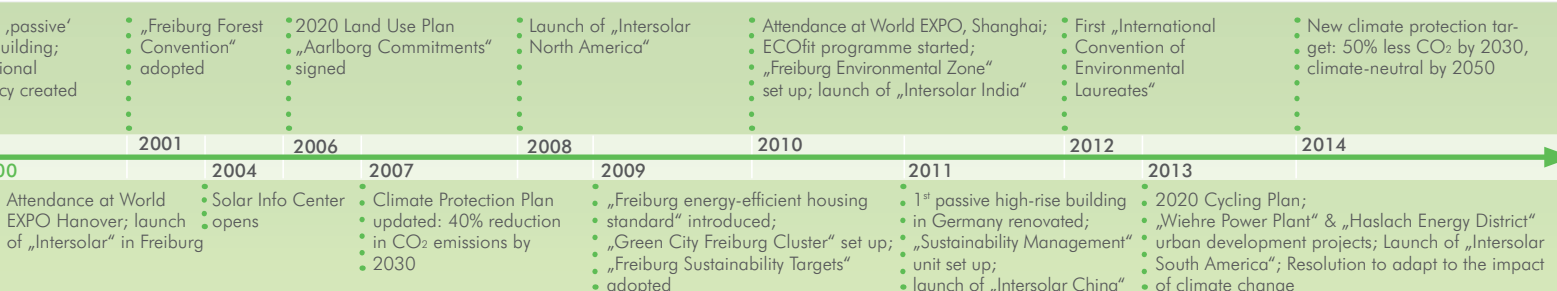 ‚passive‘
uilding;
ional
cy created
„Freiburg Forest
Convention“
adopted
2020 Land Use Plan
„Aarlborg Commitments“
signed
Launch of „Intersolar
North America“
Attendance at World EXPO, Shanghai;
ECOfit programme started;
„Freiburg Environmental Zone“
set up; launch of „Intersolar India“
First „International
Convention of
Environmental
Laureates“
New climate protection tar-
get: 50% less CO₂ by 2030,
climate-neutral by 2050
2001
2006
2008
2010
2012
2014
00
2004
2007
2009
2011
2013
Attendance at World
EXPO Hanover; launch
of „Intersolar“ in Freiburg
Solar Info Center
opens
Climate Protection Plan
updated: 40% reduction
in CO₂ emissions by
2030
„Freiburg energy-efficient housing
standard“ introduced;
„Green City Freiburg Cluster“ set up;
„Freiburg Sustainability Targets“
adopted
1st passive high-rise building
in Germany renovated;
„Sustainability Management“
unit set up;
launch of „Intersolar China“
2020 Cycling Plan;
„Wiehre Power Plant“ & „Haslach Energy District“
urban development projects; Launch of „Intersolar
South America“; Resolution to adapt to the impact
of climate change